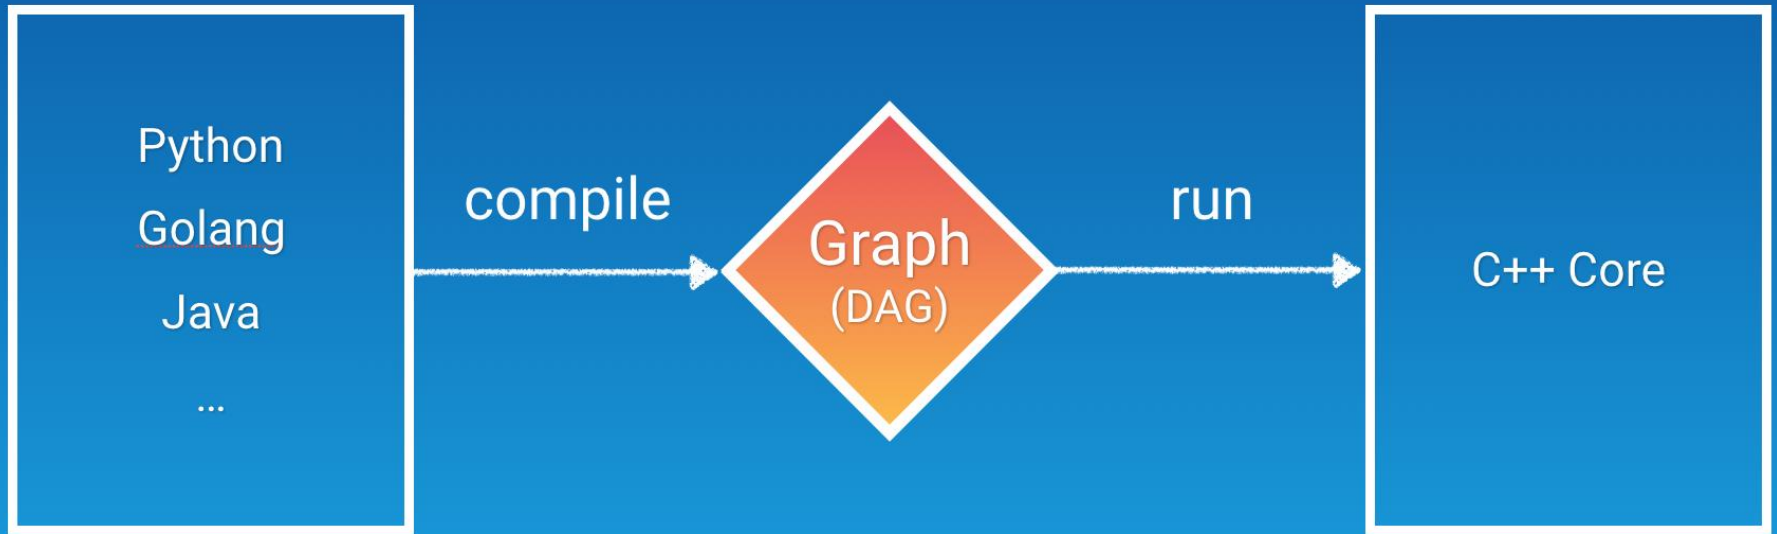 Python
Golang
Java
...
compile
Graph
(DAG)
run
C++ Core